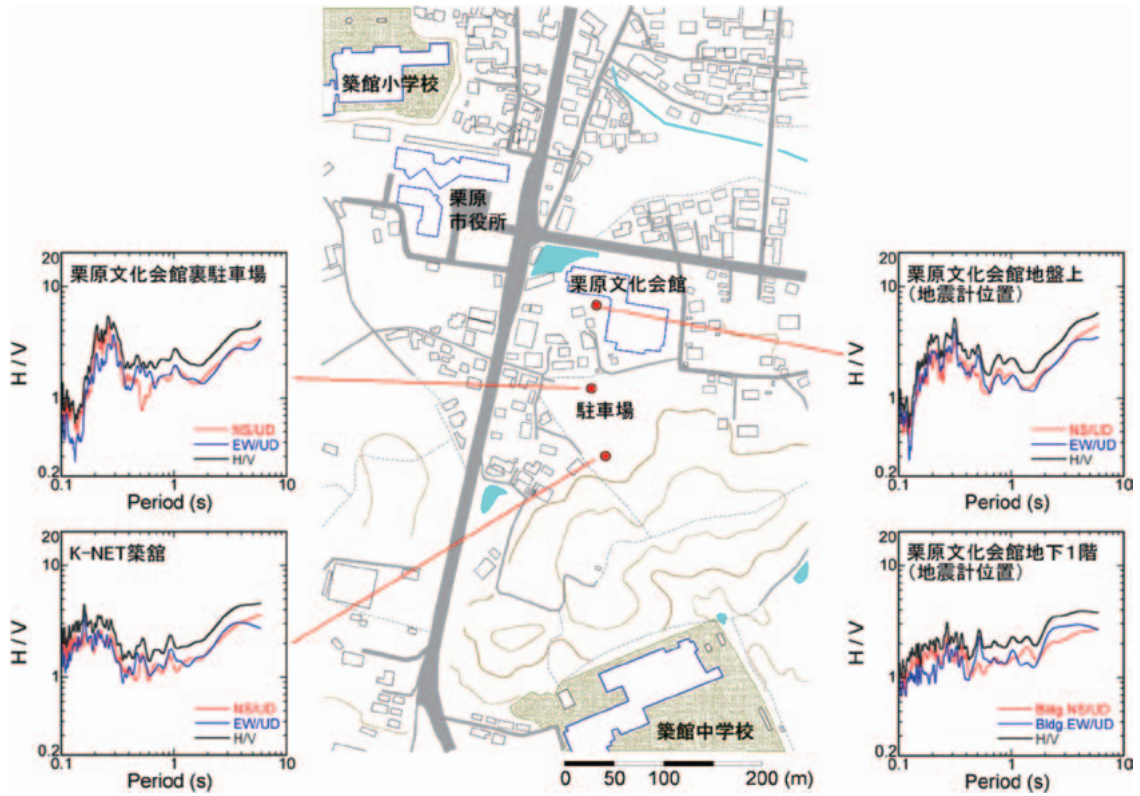 築館小学校
栗原
市役所
栗原文化会館
駐車場
築館中学校
0 50 100 200 (m)
20
10
1
0.2
H / V
栗原文化会館裏駐車場
NS/UD
EW/UD
H/V
0.1 1 10
Period (s)
20
10
1
0.2
H / V
K-NET築舘
NS/UD
EW/UD
H/V
0.1 1 10
Period (s)
20
10
1
0.2
H / V
栗原文化会館地盤上
(地震計位置)
NS/UD
EW/UD
H/V
0.1 1 10
Period (s)
20
10
1
0.2
H / V
栗原文化会館地下1階
(地震計位置)
Bldg.NS/UD
Bldg.EW/UD
H/V
0.1 1 10
Period (s)